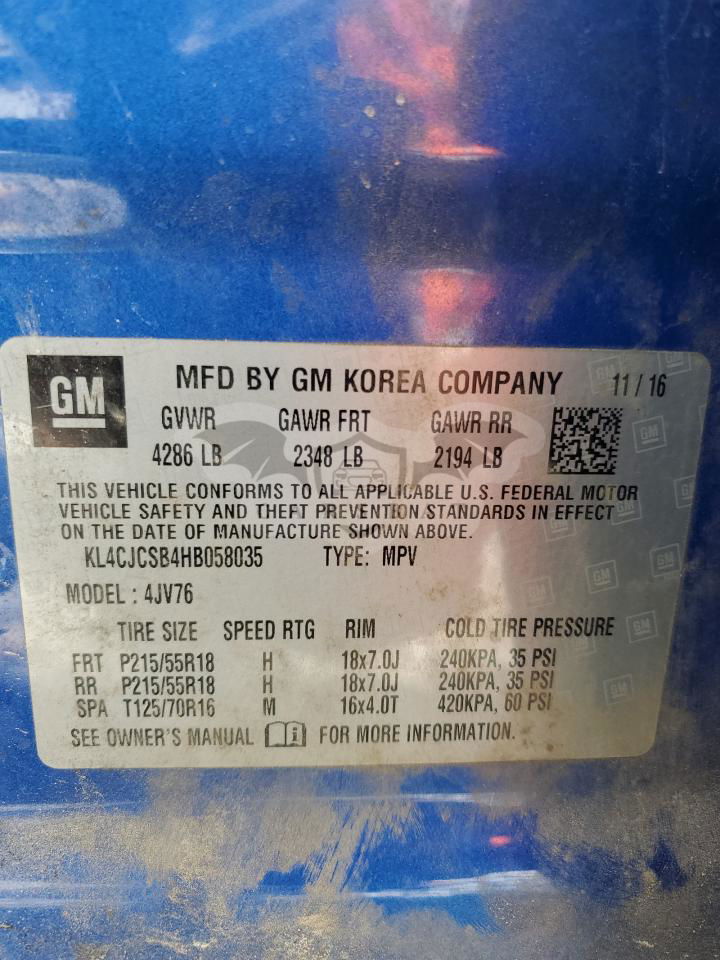 GM
MFD BY GM KOREA COMPANY 11/16
GVWR GAWR FRT GAWR RR
4286 LB 2348 LB 2194 LB
THIS VEHICLE CONFORMS TO ALL APPLICABLE U.S. FEDERAL MOTOR
VEHICLE SAFETY AND THEFT PREVENTION STANDARDS IN EFFECT
ON THE DATE OF MANUFACTURE SHOWN ABOVE.
KL4CJCSB4HB058035 TYPE: MPV
MODEL : 4JV76
TIRE SIZE SPEED RTG RIM COLD TIRE PRESSURE
FRT P215/55R18 H 18x7.0J 240KPA, 35 PSI
RR P215/55R18 H 18x7.0J 240KPA, 35 PSI
SPA T125/70R16 M 16x4.0T 420KPA, 60 PSI
SEE OWNER'S MANUAL i FOR MORE INFORMATION.